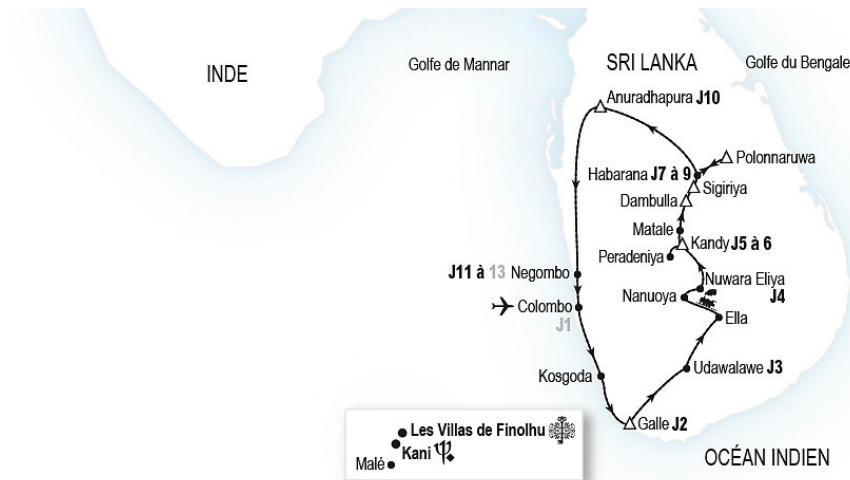 INDE
Golfe de Mannar
SRI LANKA
Golfe du Bengale
Anuradhapura J10
Polonnaruwa
Habarana J7 à 9
Sigiriya
Dambulla
Matale
Kandy J5 à 6
Peradeniya
J11 à 13 Negombo
Nuwara Eliya
J4
Nanuoya
Colombo
J1
Ella
Kosgoda
Udawalawe J3
Galle J2
Les Villas de Finolhu
Kani
Malé
OCÉAN INDIEN